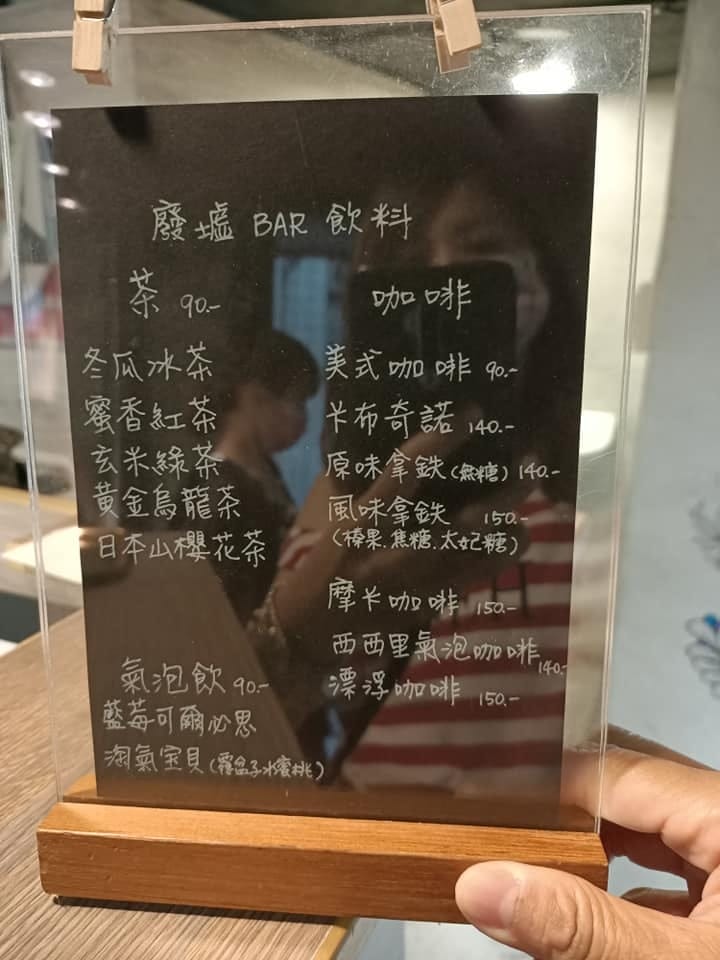 廢墟 BAR 飲料
茶 90.-
冬瓜冰茶
蜜香紅茶
玄米綠茶
黃金烏龍茶
日本山櫻花茶
氣泡飲 90.-
藍莓可爾必思
淘氣宝貝 (覆盆子水蜜桃)
咖啡
美式咖啡 90.-
卡布奇諾 140.-
原味拿鉄 (無糖) 140.-
風味拿鉄 150.-
(榛果.焦糖.太妃糖)
摩卡咖啡 150.-
西西里氣泡咖啡 140.-
漂浮咖啡 150.-